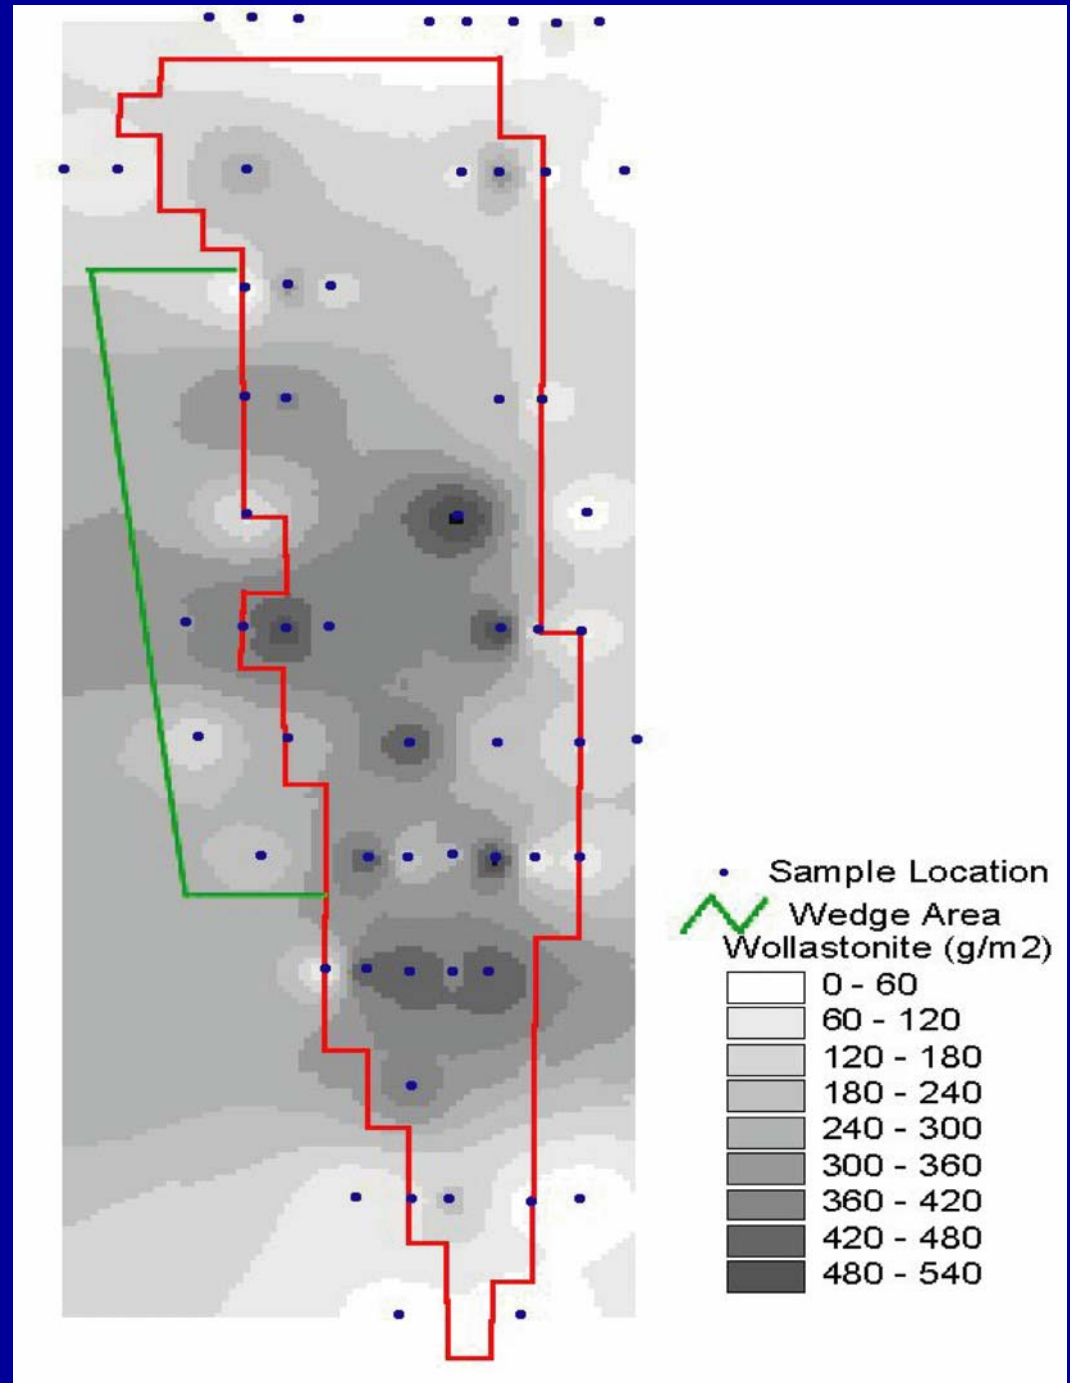 Sample Location
Wedge Area
Wollastonite (g/m2)
0 - 60
60 - 120
120 - 180
180 - 240
240 - 300
300 - 360
360 - 420
420 - 480
480 - 540